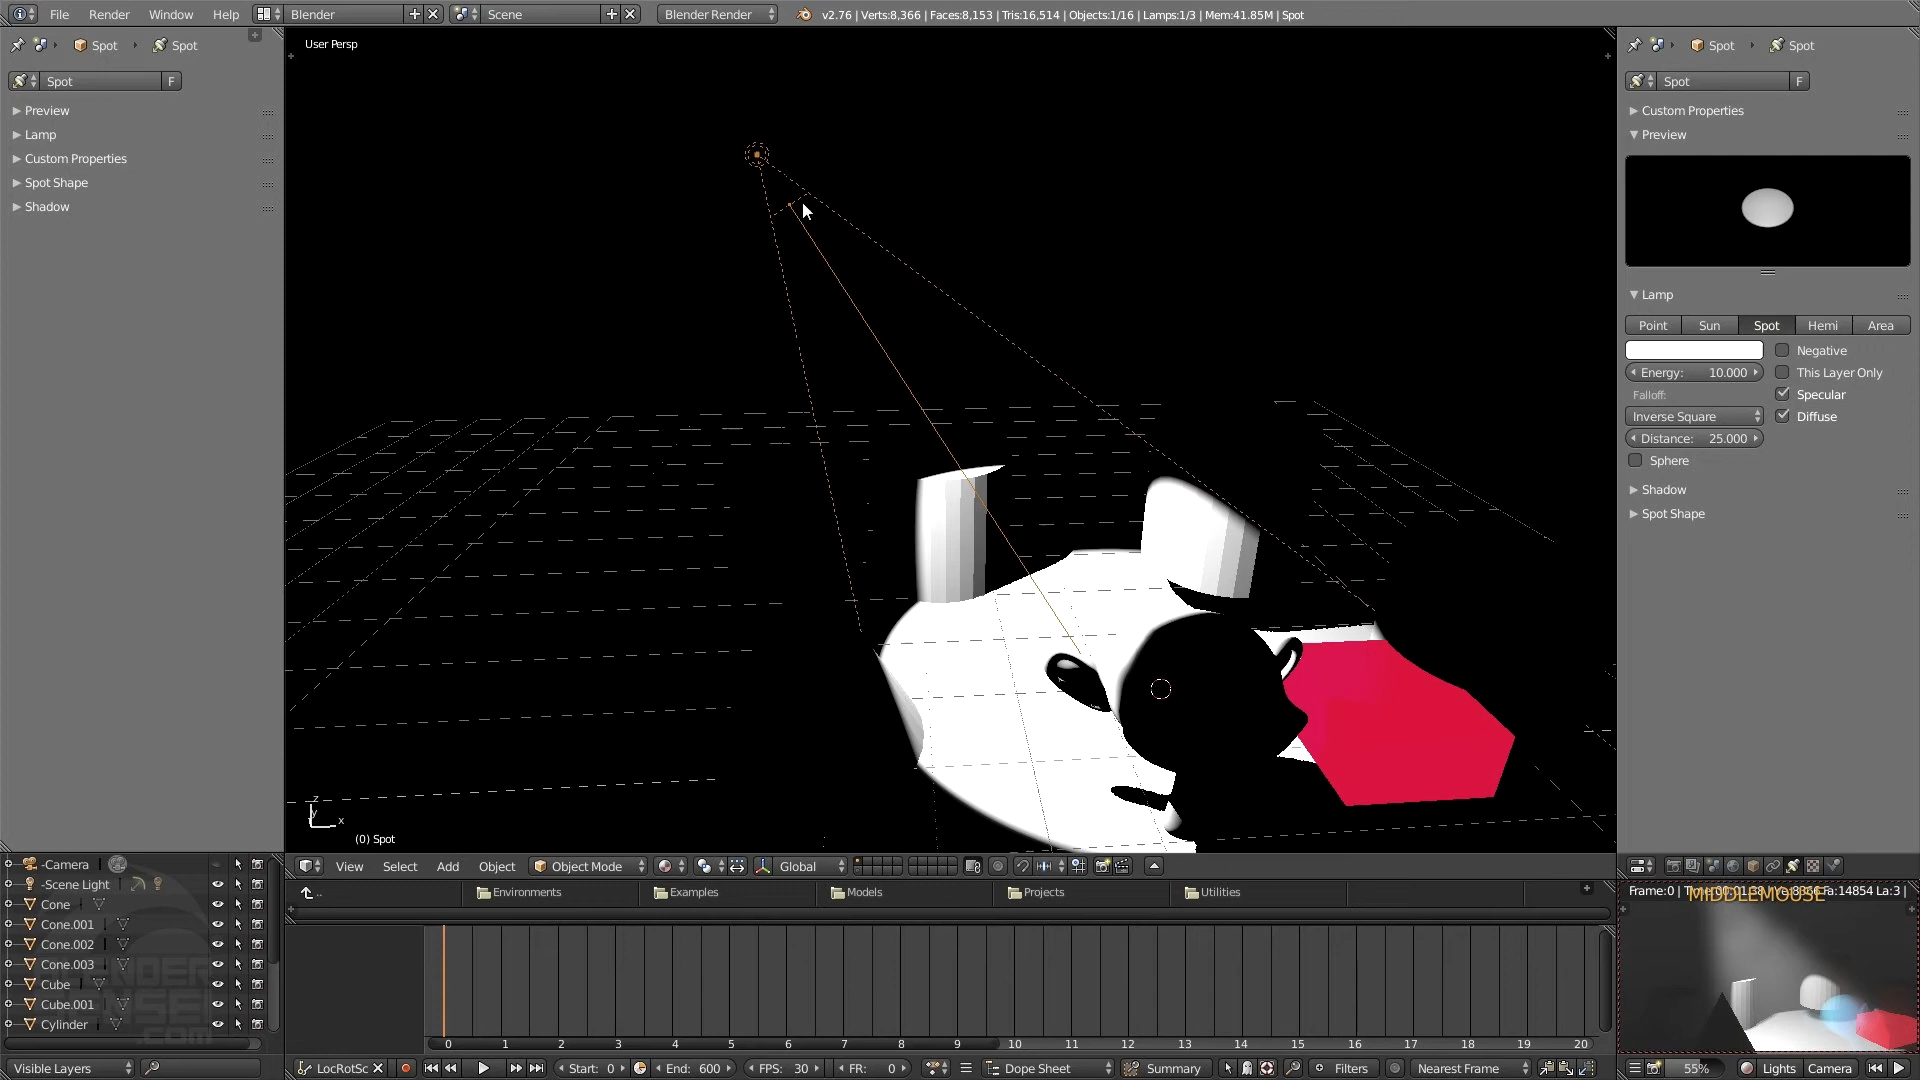 File Render Window Help Blender Scene Blender Render v2.76 | Verts:8,366 | Faces:8,153 | Tris:16,514 | Objects:1/16 | Lamps:1/3 | Mem:41.85M | Spot
Spot Spot
Spot F
Preview
Lamp
Custom Properties
Spot Shape
Shadow
User Persp
z
y
x
(0) Spot
Spot Spot
Spot F
Custom Properties
Preview
Lamp
Point Sun Spot Hemi Area
Negative
Energy: 10.000 This Layer Only
Falloff: Specular
Inverse Square Diffuse
Distance: 25.000
Sphere
Shadow
Spot Shape
View Select Add Object Object Mode Global
-Camera
-Scene Light
Cone
Cone.001
Cone.002
Cone.003
Cube
Cube.001
Cylinder
BLENDER
SENSEI
.COM
Visible Layers
.. Environments Examples Models Projects Utilities
0 1 2 3 4 5 6 7 8 9 10 11 12 13 14 15 16 17 18 19 20
LocRotSc Start: 0 End: 600 FPS: 30 FR: 0 Dope Sheet Summary Filters Nearest Frame
Frame:0 | La:3 |
MIDDLEMOUSE
55% Lights Camera